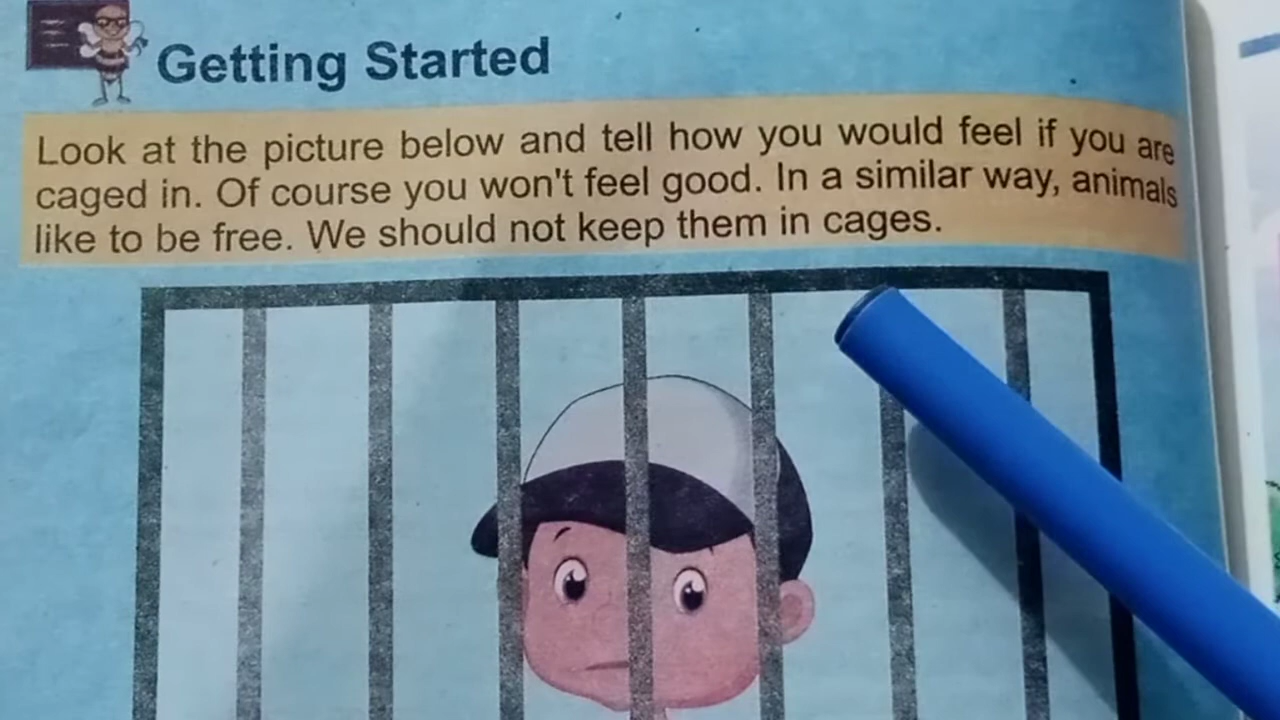 Getting Started
Look at the picture below and tell how you would feel if you are
caged in. Of course you won't feel good. In a similar way, animals
like to be free. We should not keep them in cages.